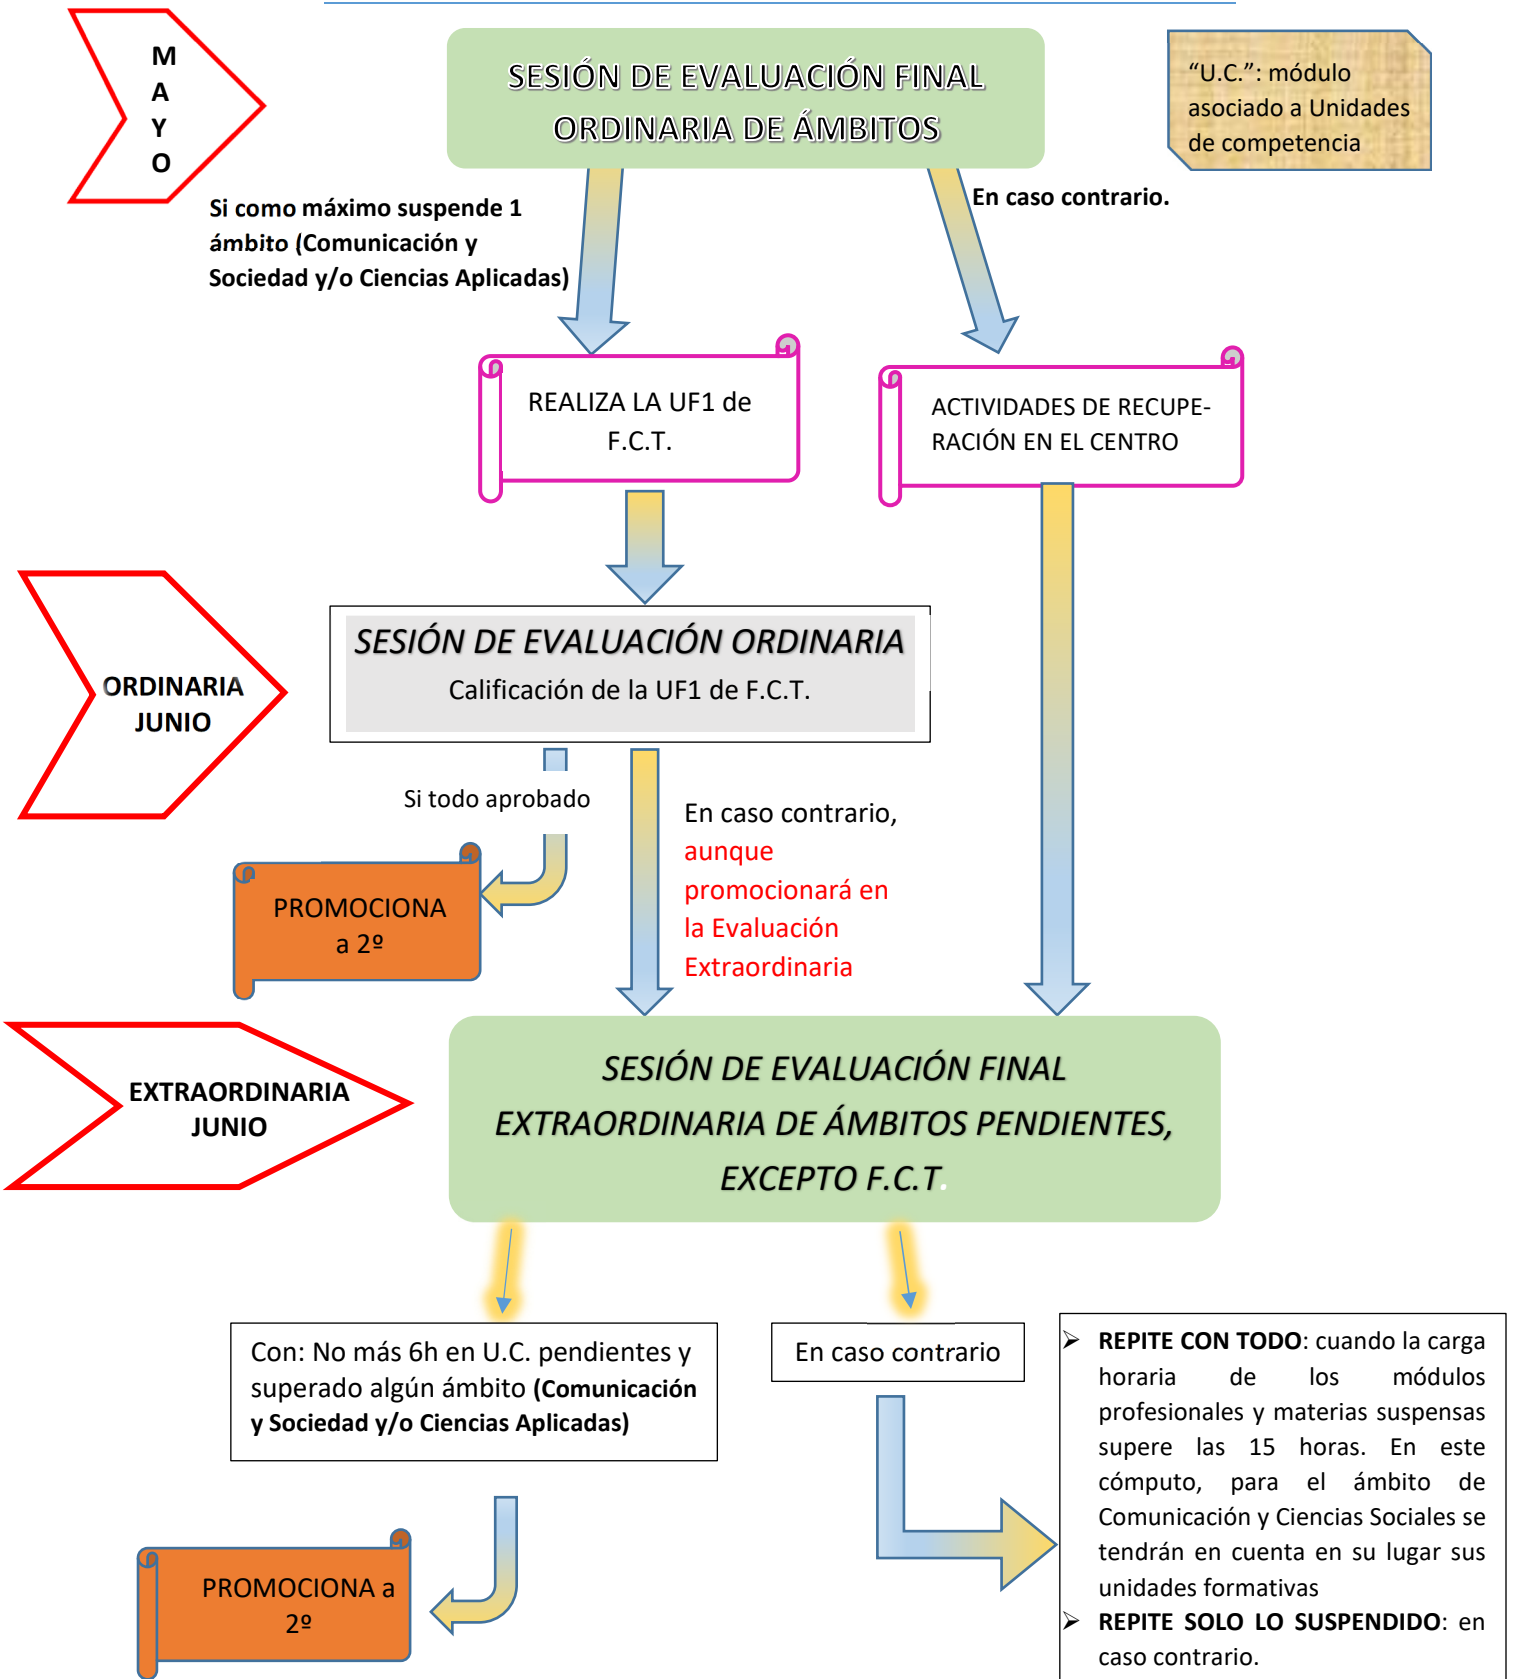 M
A
Y
O
SESIÓN DE EVALUACIÓN FINAL
ORDINARIA DE ÁMBITOS
“U.C.”: módulo
asociado a Unidades
de competencia
Si como máximo suspende 1
ámbito (Comunicación y
Sociedad y/o Ciencias Aplicadas)
En caso contrario.
REALIZA LA UF1 de
F.C.T.
ACTIVIDADES DE RECUPE-
RACIÓN EN EL CENTRO
ORDINARIA
JUNIO
SESIÓN DE EVALUACIÓN ORDINARIA
Calificación de la UF1 de F.C.T.
Si todo aprobado
En caso contrario,
aunque
promocionará en
la Evaluación
Extraordinaria
PROMOCIONA
a 2º
EXTRAORDINARIA
JUNIO
SESIÓN DE EVALUACIÓN FINAL
EXTRAORDINARIA DE ÁMBITOS PENDIENTES,
EXCEPTO F.C.T.
Con: No más 6h en U.C. pendientes y
superado algún ámbito (Comunicación
y Sociedad y/o Ciencias Aplicadas)
En caso contrario
➢ REPITE CON TODO: cuando la carga
horaria de los módulos
profesionales y materias suspensas
supere las 15 horas. En este
cómputo, para el ámbito de
Comunicación y Ciencias Sociales se
tendrán en cuenta en su lugar sus
unidades formativas
➢ REPITE SOLO LO SUSPENDIDO: en
caso contrario.
PROMOCIONA a
2º